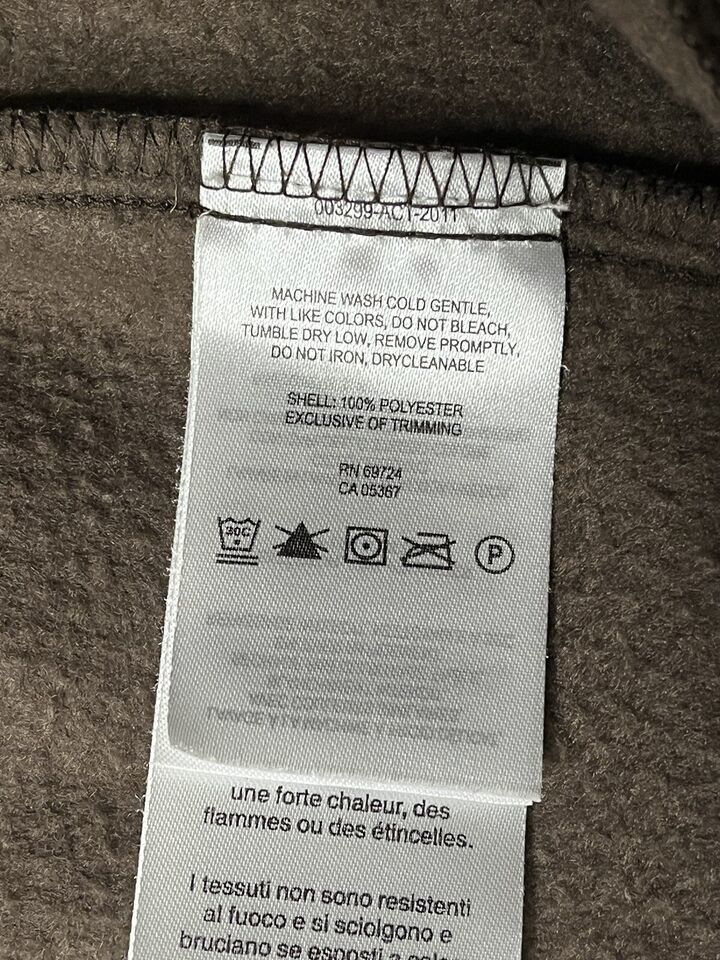 003299-AC1-2011
MACHINE WASH COLD GENTLE,
WITH LIKE COLORS, DO NOT BLEACH,
TUMBLE DRY LOW, REMOVE PROMPTLY,
DO NOT IRON, DRYCLEANABLE
SHELL: 100% POLYESTER
EXCLUSIVE OF TRIMMING
RN 69724
CA 05367
30C
P
une forte chaleur, des
flammes ou des étincelles.
I tessuti non sono resistenti
al fuoco e si sciolgono e
bruciano se esposti a